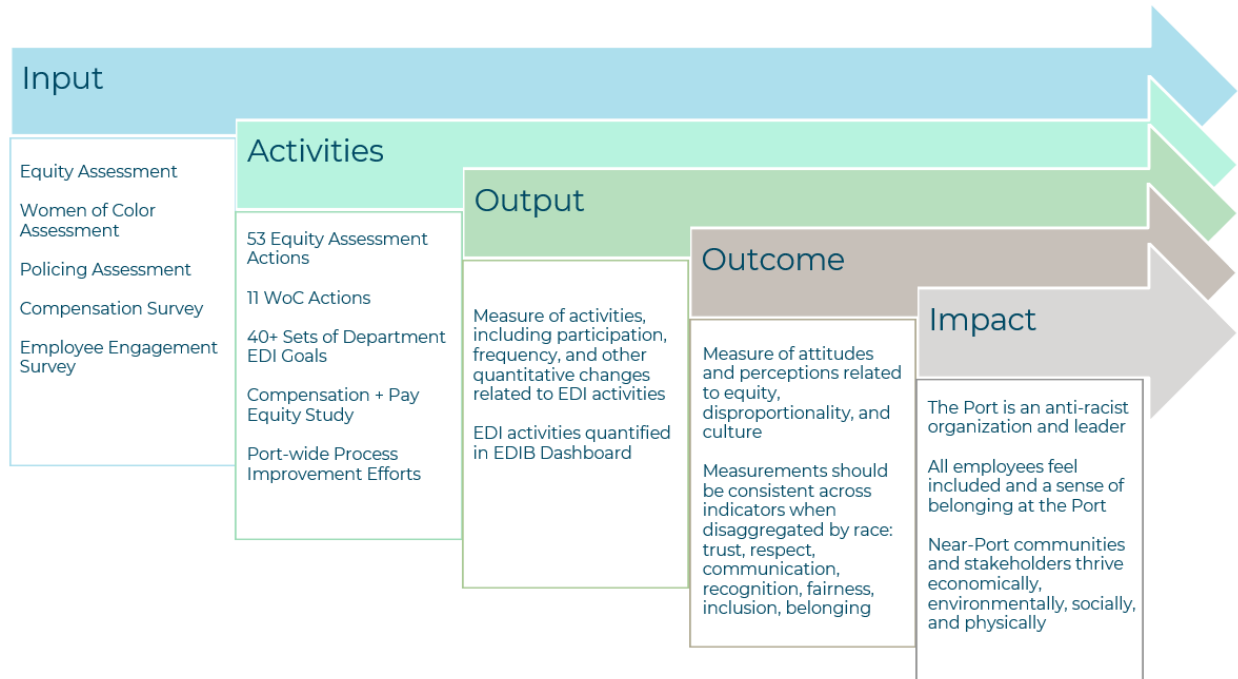 Input
Equity Assessment
Women of Color
Assessment
Policing Assessment
Compensation Survey
Employee Engagement
Survey
Activities
53 Equity Assessment
Actions
11 WoC Actions
40+ Sets of Department
EDI Goals
Compensation + Pay
Equity Study
Port-wide Process
Improvement Efforts
Output
Measure of activities,
including participation,
frequency, and other
quantitative changes
related to EDI activities
EDI activities quantified
in EDIB Dashboard
Outcome
Measure of attitudes
and perceptions related
to equity,
disproportionality, and
culture
Measurements should
be consistent across
indicators when
disaggregated by race:
trust, respect,
communication,
recognition, fairness,
inclusion, belonging
Impact
The Port is an anti-racist
organization and leader
All employees feel
included and a sense of
belonging at the Port
Near-Port communities
and stakeholders thrive
economically,
environmentally, socially,
and physically